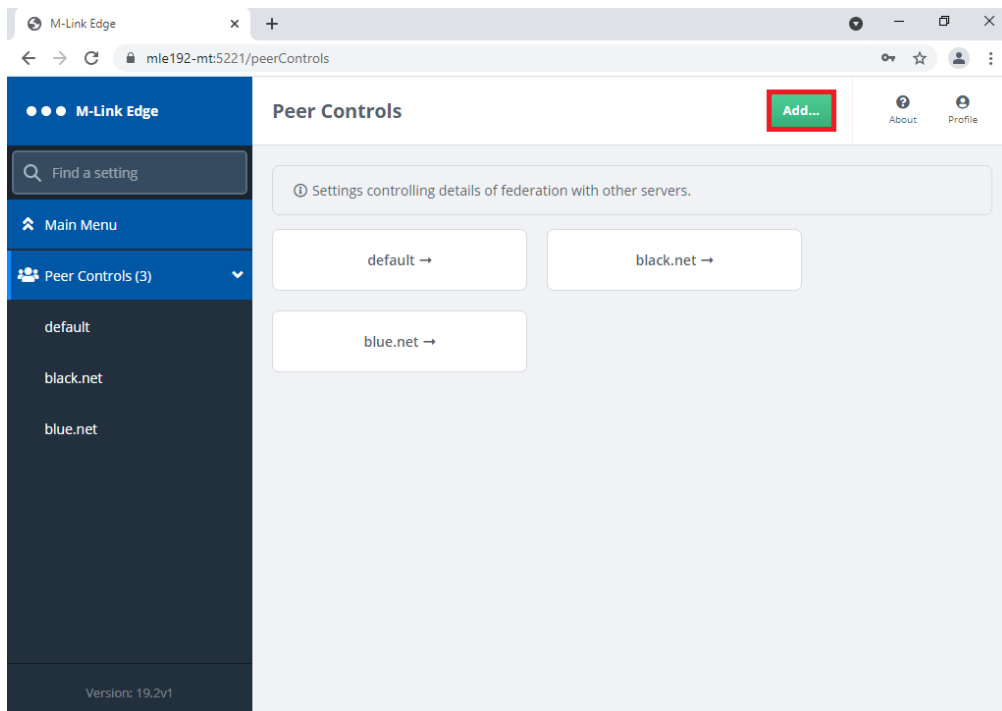 M-Link Edge
mle192-mt:5221/peerControls
M-Link Edge
Peer Controls
Add...
About
Profile
Find a setting
Settings controlling details of federation with other servers.
Main Menu
Peer Controls (3)
default
black.net
blue.net
default →
black.net →
blue.net →
Version: 19.2v1